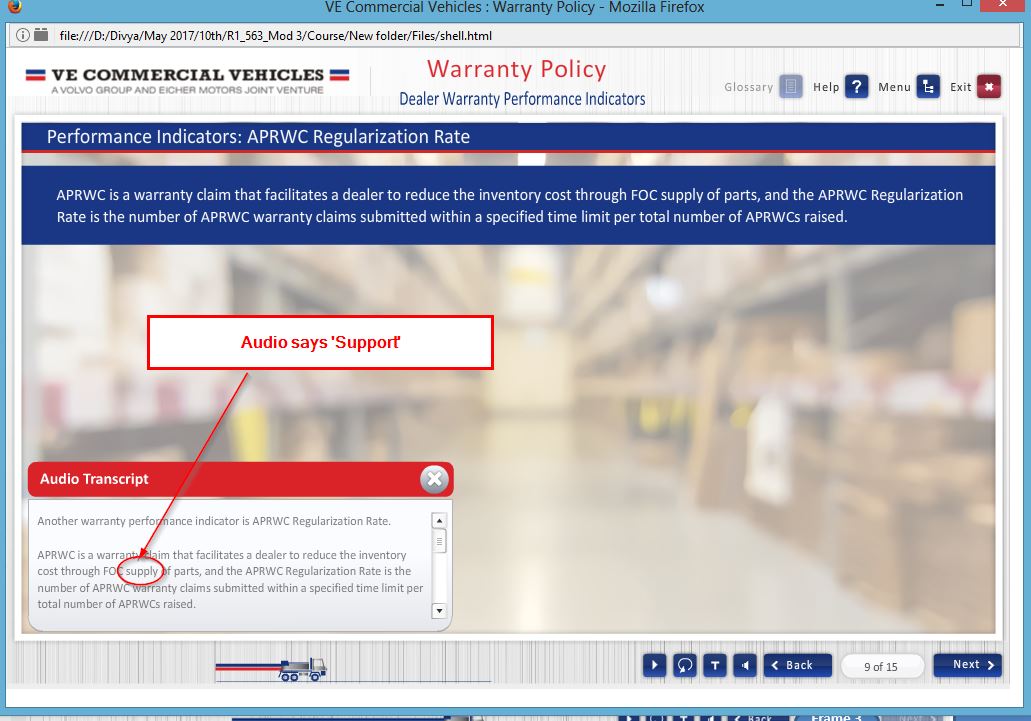 VE Commercial Vehicles : Warranty Policy - Mozilla Firefox
file:///D:/Divya/May 2017/10th/R1_563_Mod 3/Course/New folder/Files/shell.html
VE COMMERCIAL VEHICLES
A VOLVO GROUP AND EICHER MOTORS JOINT VENTURE
Warranty Policy
Dealer Warranty Performance Indicators
Glossary Help ? Menu Exit
Performance Indicators: APRWC Regularization Rate
APRWC is a warranty claim that facilitates a dealer to reduce the inventory cost through FOC supply of parts, and the APRWC Regularization
Rate is the number of APRWC warranty claims submitted within a specified time limit per total number of APRWCs raised.
Audio says 'Support'
Audio Transcript
Another warranty performance indicator is APRWC Regularization Rate.
APRWC is a warranty claim that facilitates a dealer to reduce the inventory
cost through FOC supply of parts, and the APRWC Regularization Rate is the
number of APRWC warranty claims submitted within a specified time limit per
total number of APRWCs raised.
T Back 9 of 15 Next
T Back Frame 3 Next